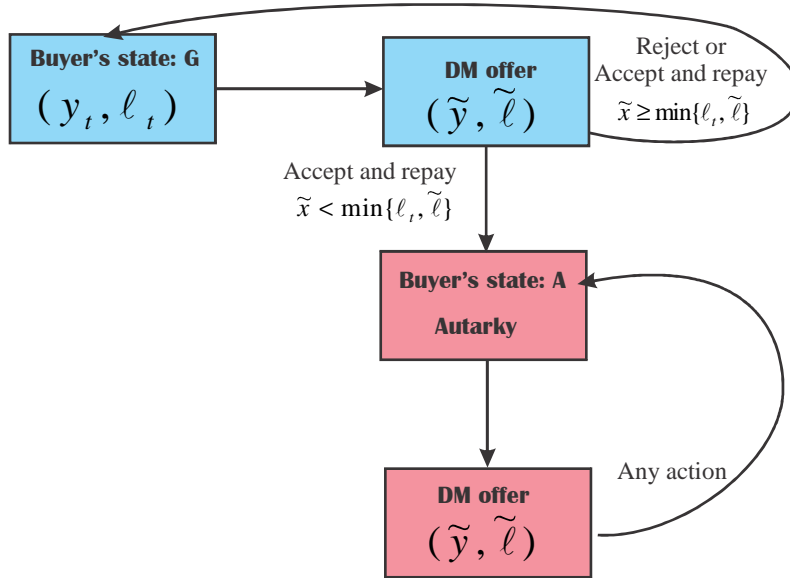 Buyer's state: G
(y_t, ℓ_t)
DM offer
(ỹ, ℓ̃)
Reject or
Accept and repay
x̃ ≥ min{ℓ_t, ℓ̃}
Accept and repay
x̃ < min{ℓ_t, ℓ̃}
Buyer's state: A
Autarky
DM offer
(ỹ, ℓ̃)
Any action